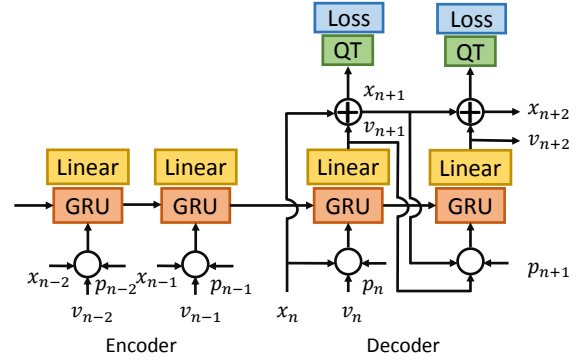 Loss Loss
QT QT
x_{n+1} x_{n+2}
v_{n+1} v_{n+2}
Linear Linear Linear Linear
GRU GRU GRU GRU
x_{n-2} p_{n-2} x_{n-1} p_{n-1} p_n p_{n+1}
v_{n-2} v_{n-1} x_n v_n
Encoder Decoder